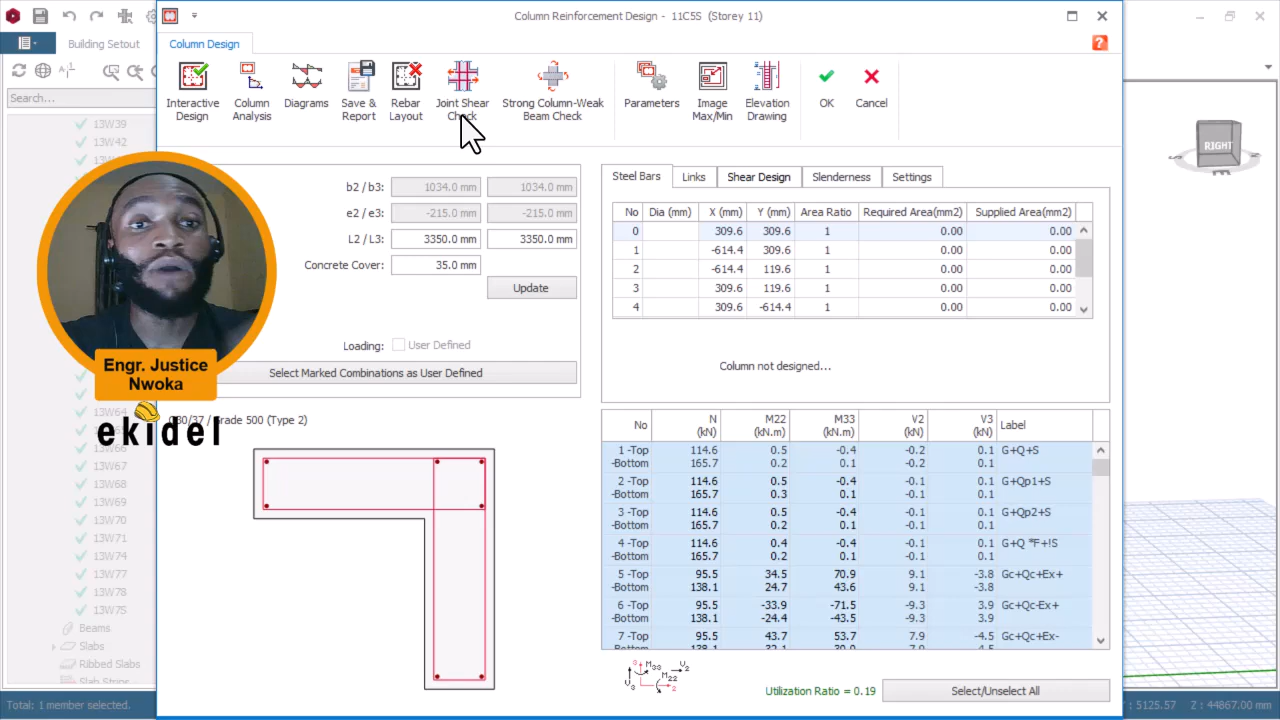 Column Reinforcement Design - 11C5S (Storey 11)
Building Setout
Column Design
Search...
Interactive Design
Column Analysis
Diagrams
Save & Report
Rebar Layout
Joint Shear Check
Strong Column-Weak Beam Check
Parameters
Image Max/Min
Elevation Drawing
OK
Cancel
13W39
13W42
Engr. Justice
Nwoka
ekidel
13W64
13W66
13W67
13W68
13W69
13W70
13W71
13W74
13W77
13W78
13W75
Beams
Slabs
Ribbed Slabs
Slab Strips
b2 / b3: 1034.0 mm 1034.0 mm
e2 / e3: -215.0 mm -215.0 mm
L2 / L3: 3350.0 mm 3350.0 mm
Concrete Cover: 35.0 mm
Update
Loading: User Defined
Select Marked Combinations as User Defined
C30/37 / Grade 500 (Type 2)
Steel Bars Links Shear Design Slenderness Settings
No Dia (mm) X (mm) Y (mm) Area Ratio Required Area(mm2) Supplied Area(mm2)
0 309.6 309.6 1 0.00 0.00
1 -614.4 309.6 1 0.00 0.00
2 -614.4 119.6 1 0.00 0.00
3 309.6 119.6 1 0.00 0.00
4 309.6 -614.4 1 0.00 0.00
Column not designed...
No N (kN) M22 (kN.m) M33 (kN.m) V2 (kN) V3 (kN) Label
1 -Top 114.6 0.5 -0.4 -0.2 0.1 G+Q+S
-Bottom 165.7 0.2 0.1 -0.1 0.1
2 -Top 114.6 0.5 -0.4 -0.1 0.1 G+Qp1+S
-Bottom 165.7 0.3 0.1 -0.1 0.1
3 -Top 114.6 0.5 -0.4 -0.1 0.1 G+Qp2+S
-Bottom 165.7 0.2 0.1 -0.1 0.1
4 -Top 114.6 0.4 -0.4 -0.1 0.1 G+Q *F+!S
-Bottom 165.7 0.2 0.1 -0.1 0.1
5 -Top 95.5 34.5 70.9 9.1 -3.8 Gc+Qc+Ex+
-Bottom 138.1 24.7 43.6 9.1 -3.8
6 -Top 95.5 -33.9 -71.5 -9.3 3.9 Gc+Qc-Ex+
-Bottom 138.1 -24.4 -43.5 -9.3 3.9
7 -Top 95.5 43.7 53.7 7.9 -4.5 Gc+Qc+Ex-
Utilization Ratio = 0.19
Select/Unselect All
RIGHT
Total: 1 member selected.
: 5125.57 Z : 44867.00 mm